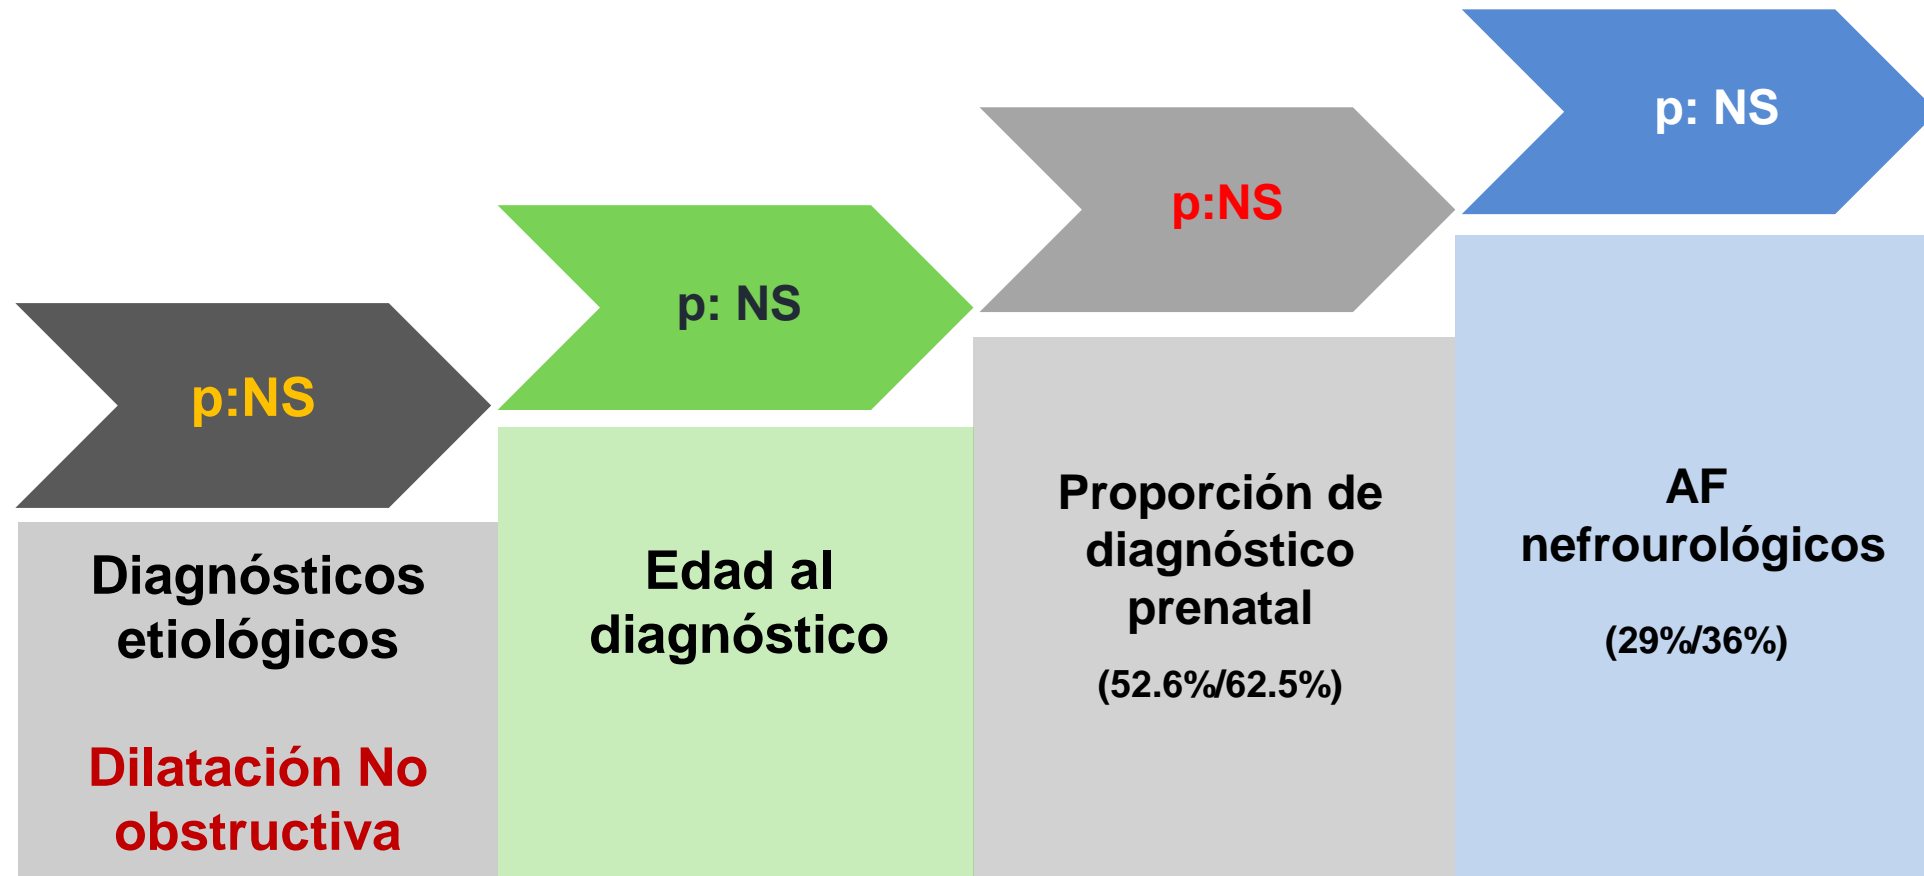 p:NS
Diagnósticos
etiológicos
Dilatación No
obstructiva
p: NS
Edad al
diagnóstico
p:NS
Proporción de
diagnóstico
prenatal
(52.6%/62.5%)
p: NS
AF
nefrourológicos
(29%/36%)